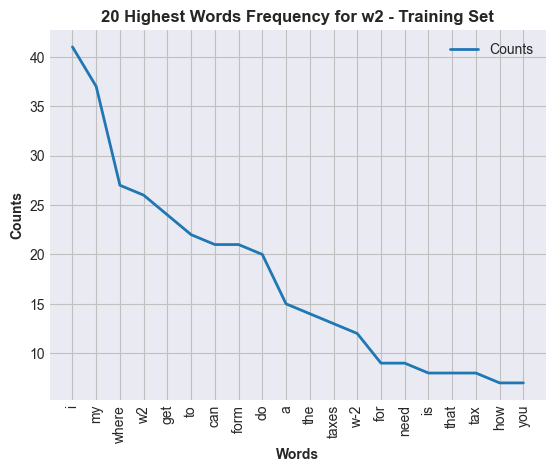 20 Highest Words Frequency for w2 - Training Set
Counts
40
35
30
25
20
15
10
Counts
i
my
where
w2
get
to
can
form
do
a
the
taxes
w-2
for
need
is
that
tax
how
you
Words